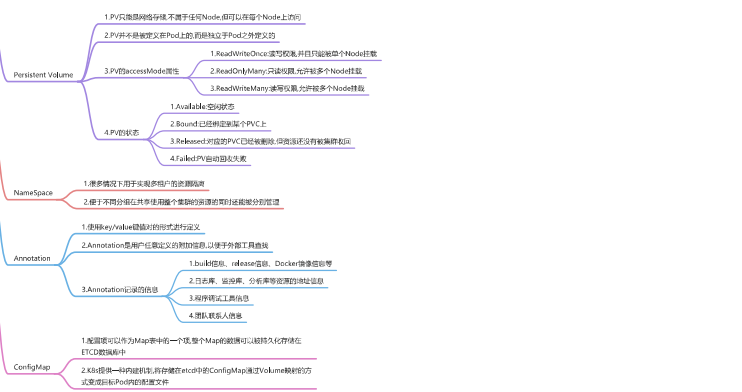 Persistent Volume
1.PV只能是网络存储,不属于任何Node,但可以在每个Node上访问
2.PV并不是被定义在Pod上的,而是独立于Pod之外定义的
3.PV的accessMode属性
1.ReadWriteOnce:读写权限,并且只能被单个Node挂载
2.ReadOnlyMany:只读权限,允许被多个Node挂载
3.ReadWriteMany:读写权限,允许被多个Node挂载
4.PV的状态
1.Available:空闲状态
2.Bound:已经绑定到某个PVC上
3.Released:对应的PVC已经被删除,但资源还没有被集群收回
4.Failed:PV自动回收失败
NameSpace
1.很多情况下用于实现多租户的资源隔离
2.便于不同分组在共享使用整个集群的资源的同时还能被分别管理
Annotation
1.使用key/value键值对的形式进行定义
2.Annotation是用户任意定义的附加信息,以便于外部工具查找
3.Annotation记录的信息
1.build信息、release信息、Docker镜像信息等
2.日志库、监控库、分析库等资源的地址信息
3.程序调试工具信息
4.团队联系人信息
ConfigMap
1.配置项可以作为Map表中的一个项,整个Map的数据可以被持久化存储在
ETCD数据库中
2.K8s提供一种内建机制,将存储在etcd中的ConfigMap通过Volume映射的方
式变成目标Pod内的配置文件